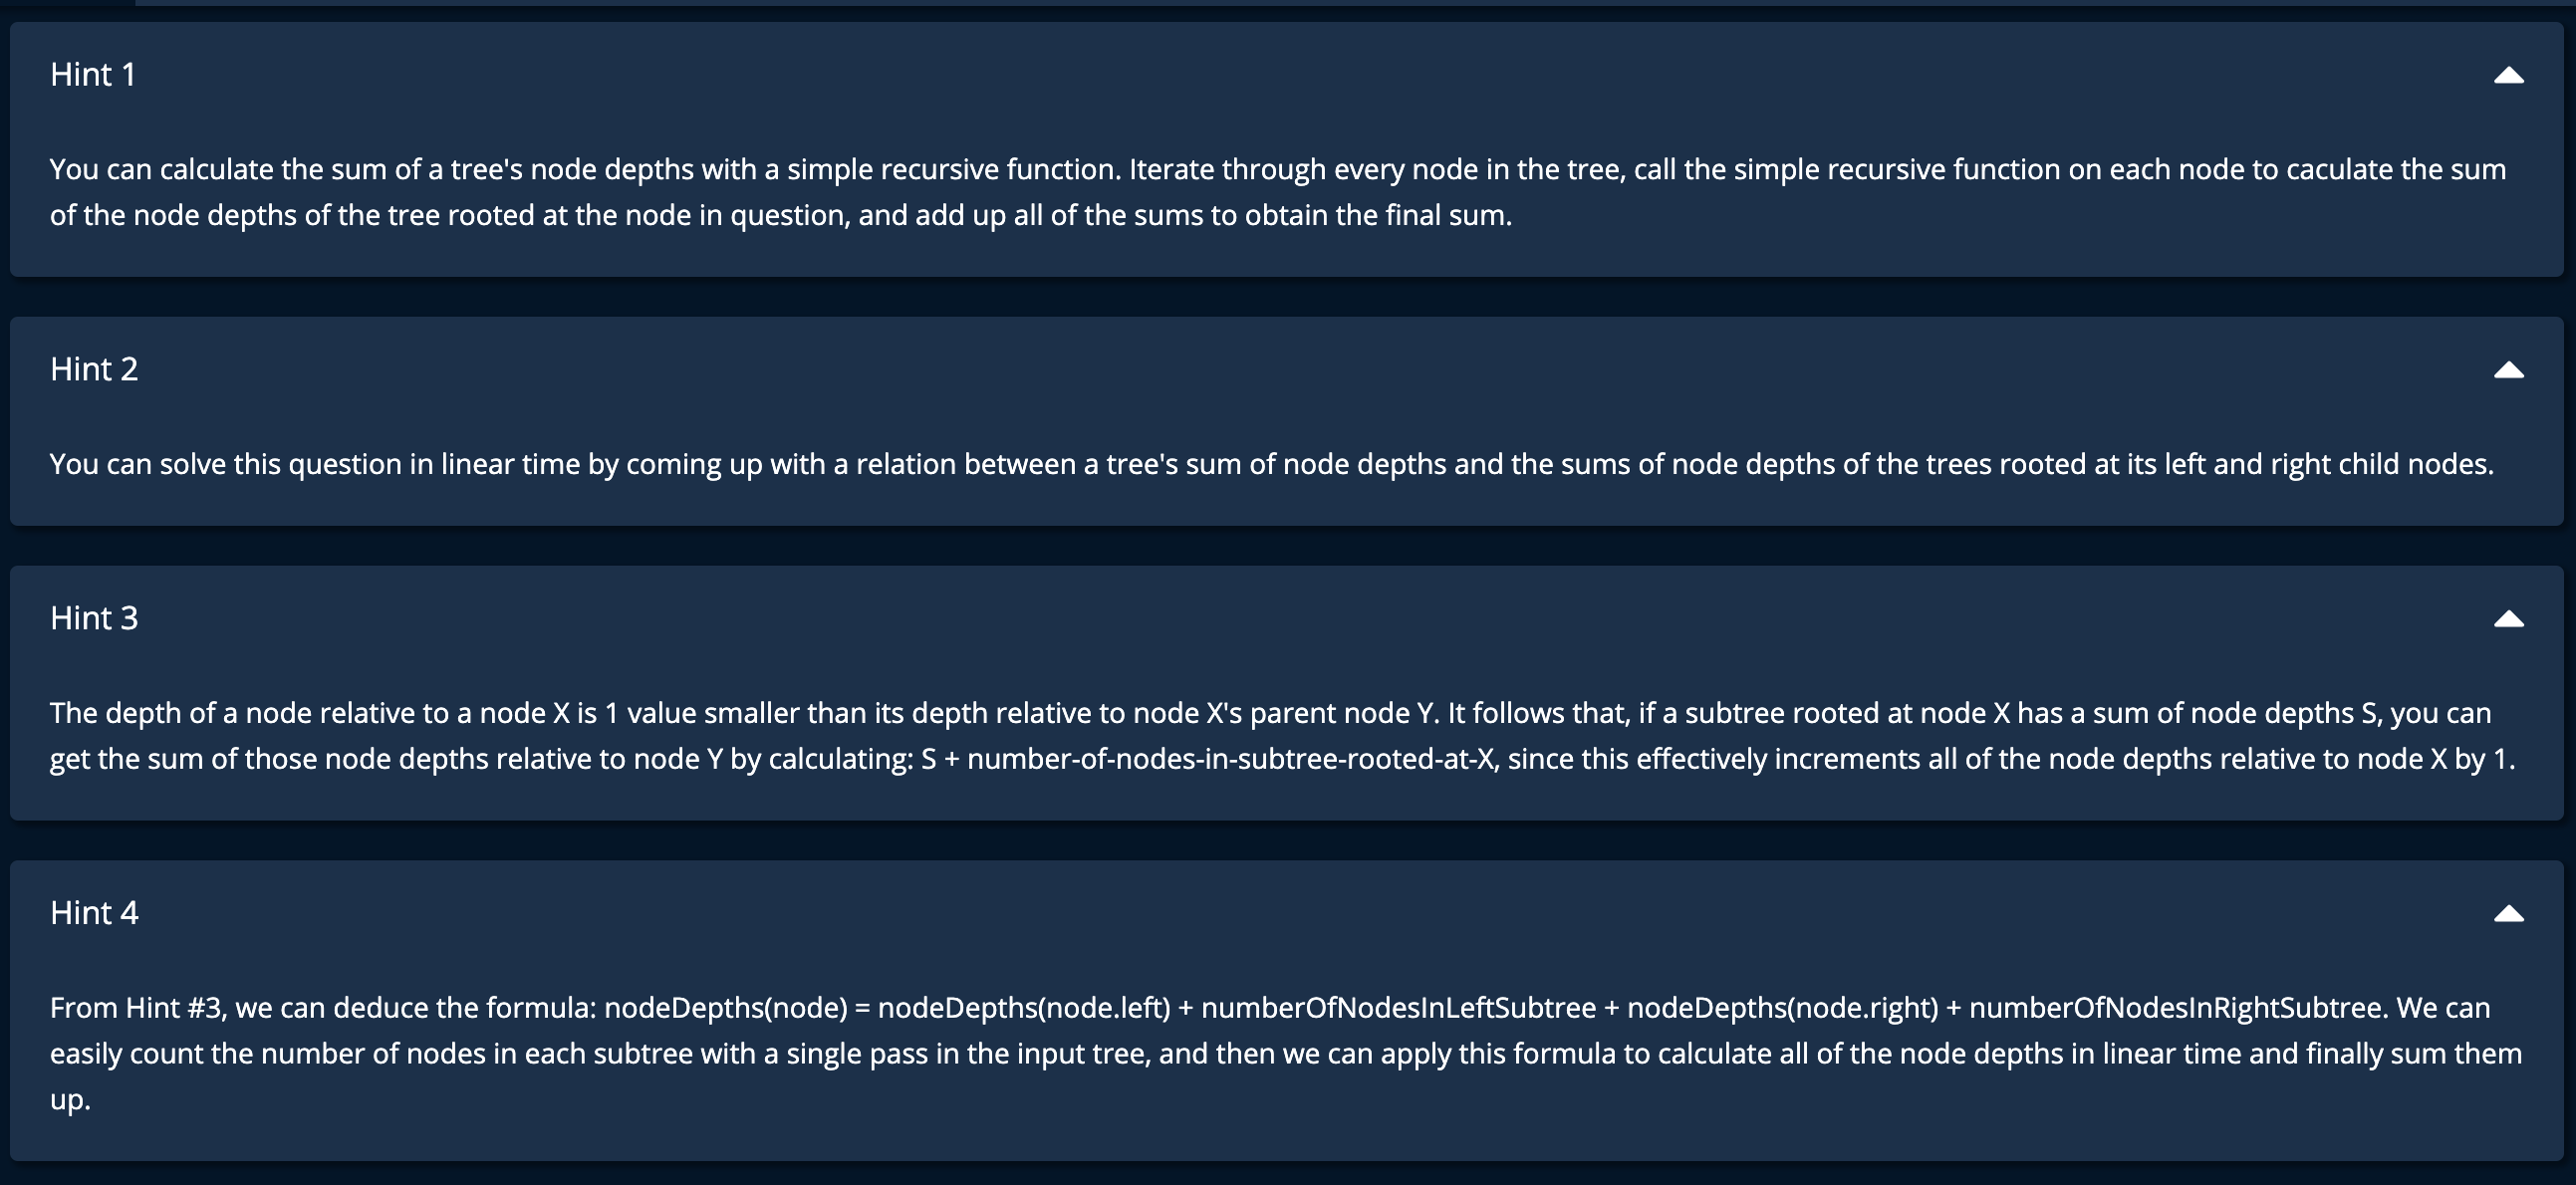 Hint 1
You can calculate the sum of a tree's node depths with a simple recursive function. Iterate through every node in the tree, call the simple recursive function on each node to caculate the sum
of the node depths of the tree rooted at the node in question, and add up all of the sums to obtain the final sum.
Hint 2
You can solve this question in linear time by coming up with a relation between a tree's sum of node depths and the sums of node depths of the trees rooted at its left and right child nodes.
Hint 3
The depth of a node relative to a node X is 1 value smaller than its depth relative to node X's parent node Y. It follows that, if a subtree rooted at node X has a sum of node depths S, you can
get the sum of those node depths relative to node Y by calculating: S + number-of-nodes-in-subtree-rooted-at-X, since this effectively increments all of the node depths relative to node X by 1.
Hint 4
From Hint #3, we can deduce the formula: nodeDepths(node) = nodeDepths(node.left) + numberOfNodesInLeftSubtree + nodeDepths(node.right) + numberOfNodesInRightSubtree. We can
easily count the number of nodes in each subtree with a single pass in the input tree, and then we can apply this formula to calculate all of the node depths in linear time and finally sum them
up.